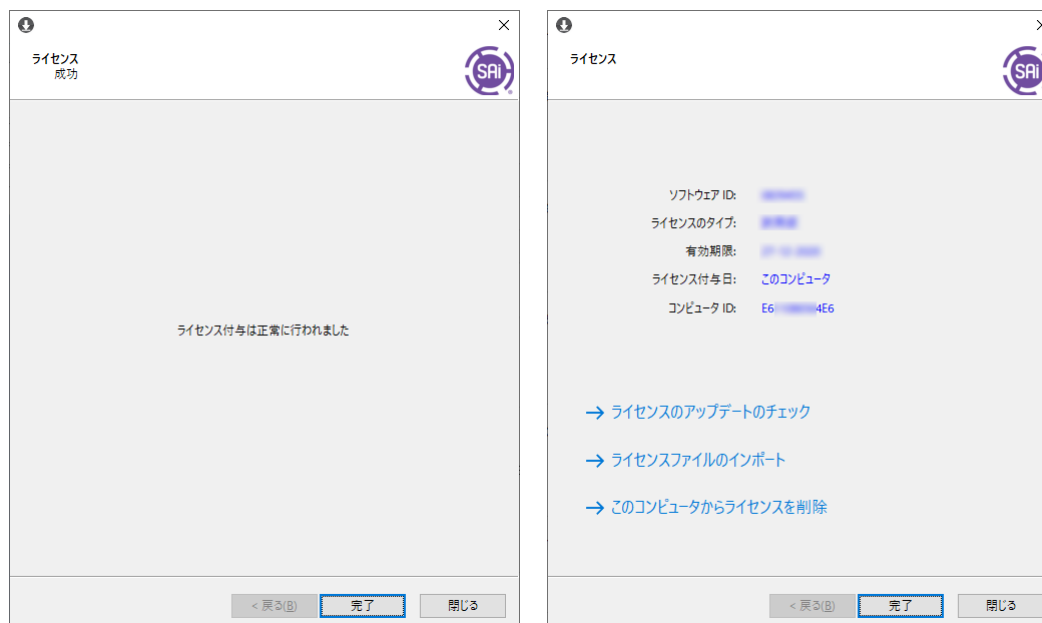 ライセンス
成功
SAi
ライセンス付与は正常に行われました
< 戻る(B)
完了
閉じる
ライセンス
SAi
ソフトウェア ID:
ライセンスのタイプ:
有効期限:
ライセンス付与日: このコンピュータ
コンピュータ ID: E6 4E6
ライセンスのアップデートのチェック
ライセンスファイルのインポート
このコンピュータからライセンスを削除
< 戻る(B)
完了
閉じる